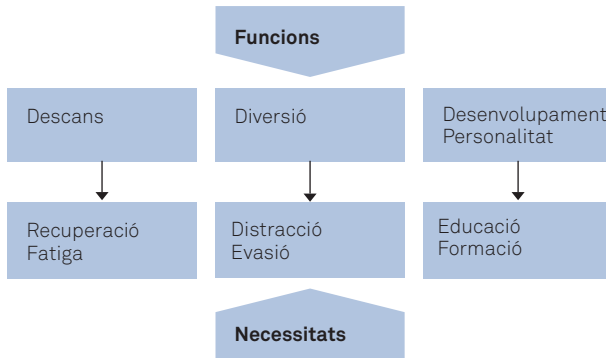 Funcions
Descans
Diversió
Desenvolupament
Personalitat
Recuperació
Fatiga
Distracció
Evasió
Educació
Formació
Necessitats